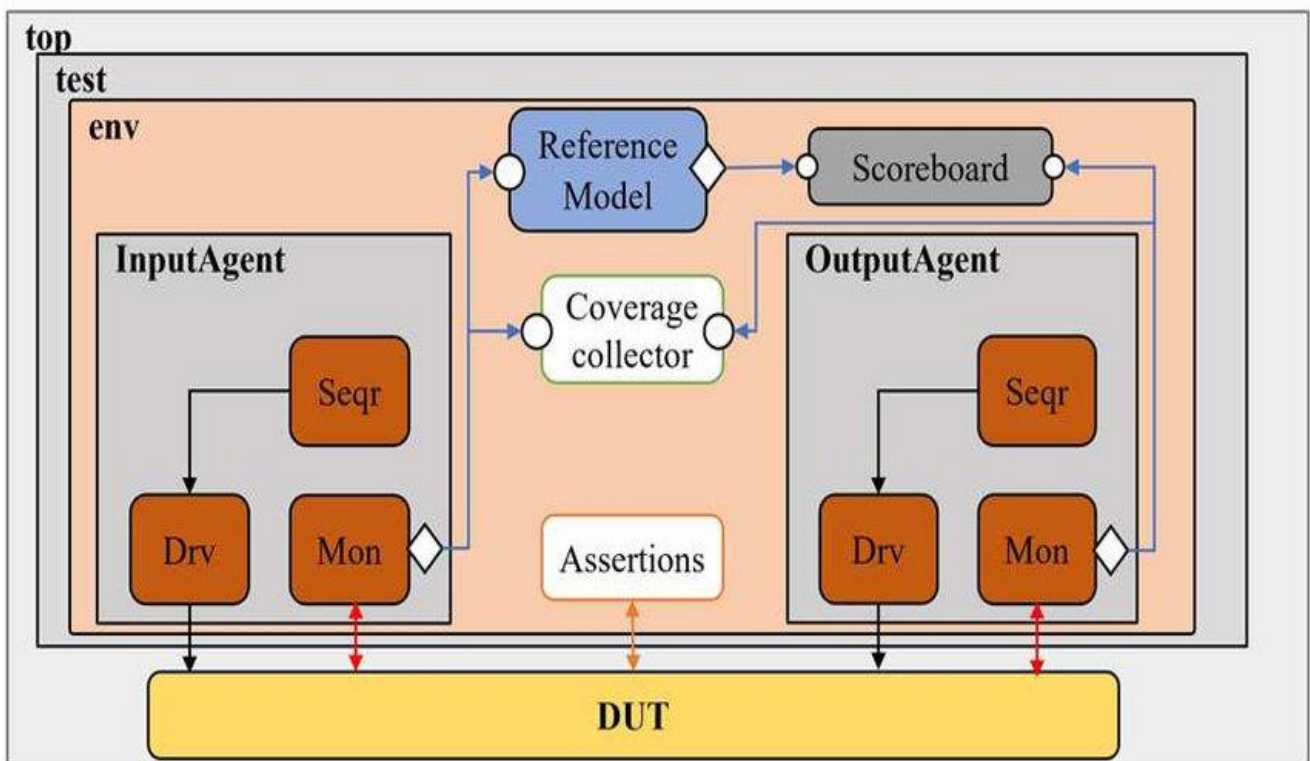 top
test
env
Reference
Model
Scoreboard
InputAgent
OutputAgent
Coverage
collector
Seqr
Seqr
Drv
Mon
Assertions
Drv
Mon
DUT